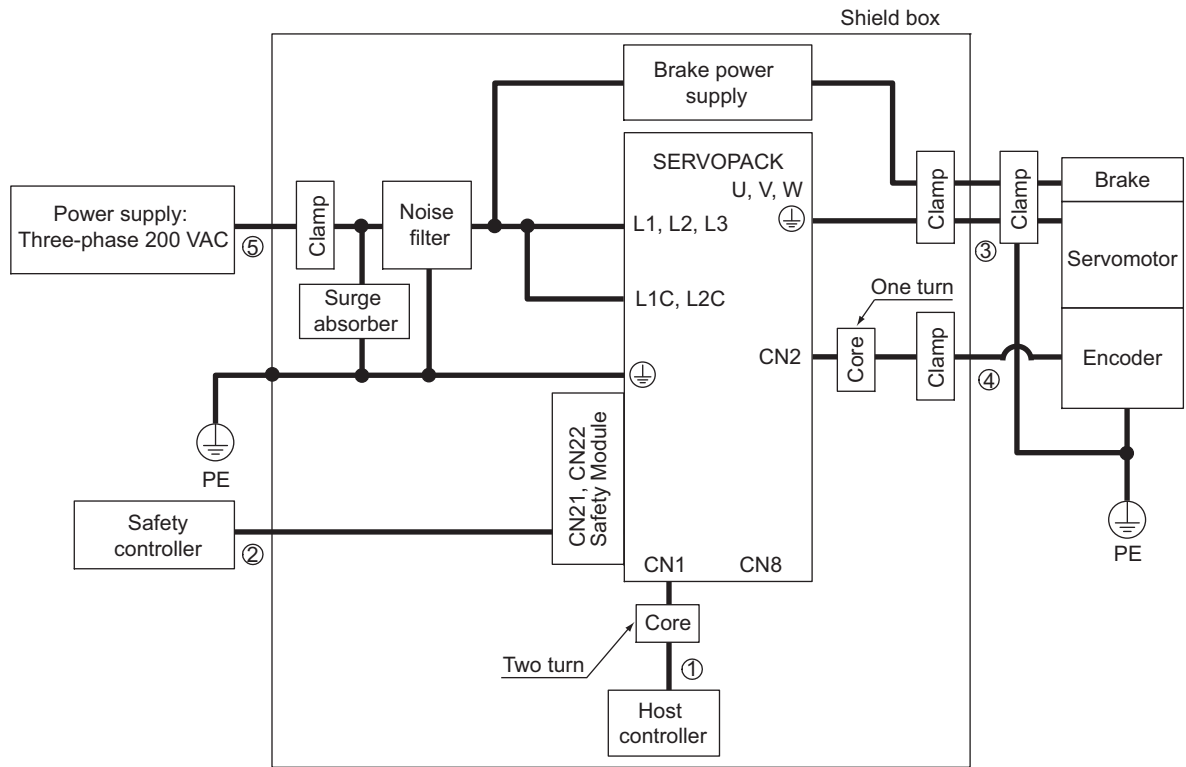 Shield box
Brake power
supply
SERVOPACK
U, V, W
Clamp
Clamp
Brake
Power supply:
Three-phase 200 VAC
⑤
Clamp
Noise
filter
L1, L2, L3
③
Servomotor
Surge
absorber
L1C, L2C
One turn
CN2
Core
Clamp
④
Encoder
PE
CN21, CN22
Safety Module
Safety
controller
②
PE
CN1
CN8
Core
Two turn
①
Host
controller